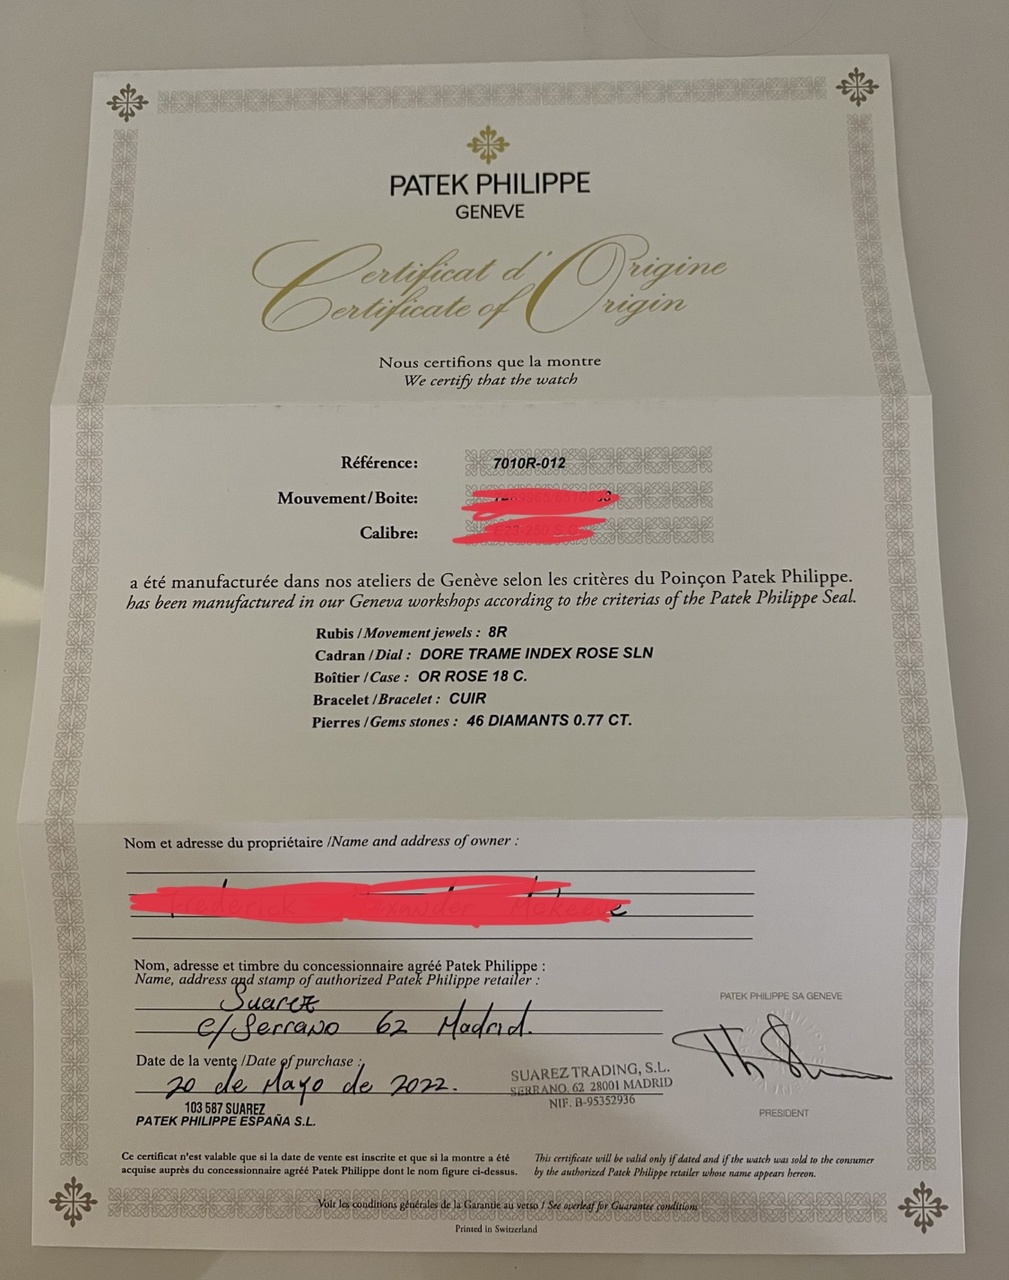 PATEK PHILIPPE
GENEVE
Certificat d'Origine
Certificate of Origin
Nous certifions que la montre
We certify that the watch
Référence: 7010R-012
Mouvement/Boite:
Calibre:
a été manufacturée dans nos ateliers de Genève selon les critères du Poinçon Patek Philippe.
has been manufactured in our Geneva workshops according to the criterias of the Patek Philippe Seal.
Rubis / Movement jewels : 8R
Cadran / Dial : DORE TRAME INDEX ROSE SLN
Boîtier / Case : OR ROSE 18 C.
Bracelet / Bracelet : CUIR
Pierres / Gems stones : 46 DIAMANTS 0.77 CT.
Nom et adresse du propriétaire /Name and address of owner :
Nom, adresse et timbre du concessionnaire agréé Patek Philippe :
Name, address and stamp of authorized Patek Philippe retailer :
Suarez
c/Serrano 62 Madrid.
PATEK PHILIPPE SA GENEVE
Date de la vente /Date of purchase :
20 de Mayo de 2022.
SUAREZ TRADING, S.L.
SERRANO, 62 28001 MADRID
NIF. B-95352936
103 587 SUAREZ
PATEK PHILIPPE ESPAÑA S.L.
PRESIDENT
Ce certificat n'est valable que si la date de vente est inscrite et que si la montre a été
acquise auprès du concessionnaire agréé Patek Philippe dont le nom figure ci-dessus.
This certificate will be valid only if dated and if the watch was sold to the consumer
by the authorized Patek Philippe retailer whose name appears hereon.
Voir les conditions générales de la Garantie au verso / See overleaf for Guarantee conditions
Printed in Switzerland